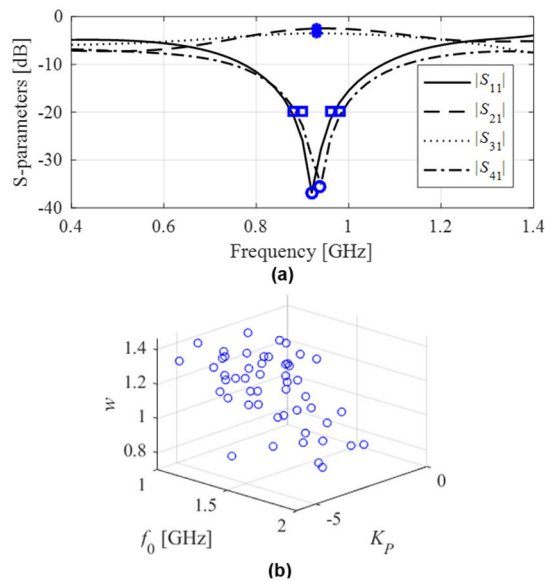 0
-10
-20
-30
-40
S-parameters [dB]
|S11|
|S21|
|S31|
|S41|
0.4 0.6 0.8 1 1.2 1.4
Frequency [GHz]
(a)
1.4
1.2
1
0.8
w
1
1.5
2
f0 [GHz]
-5
0
KP
(b)